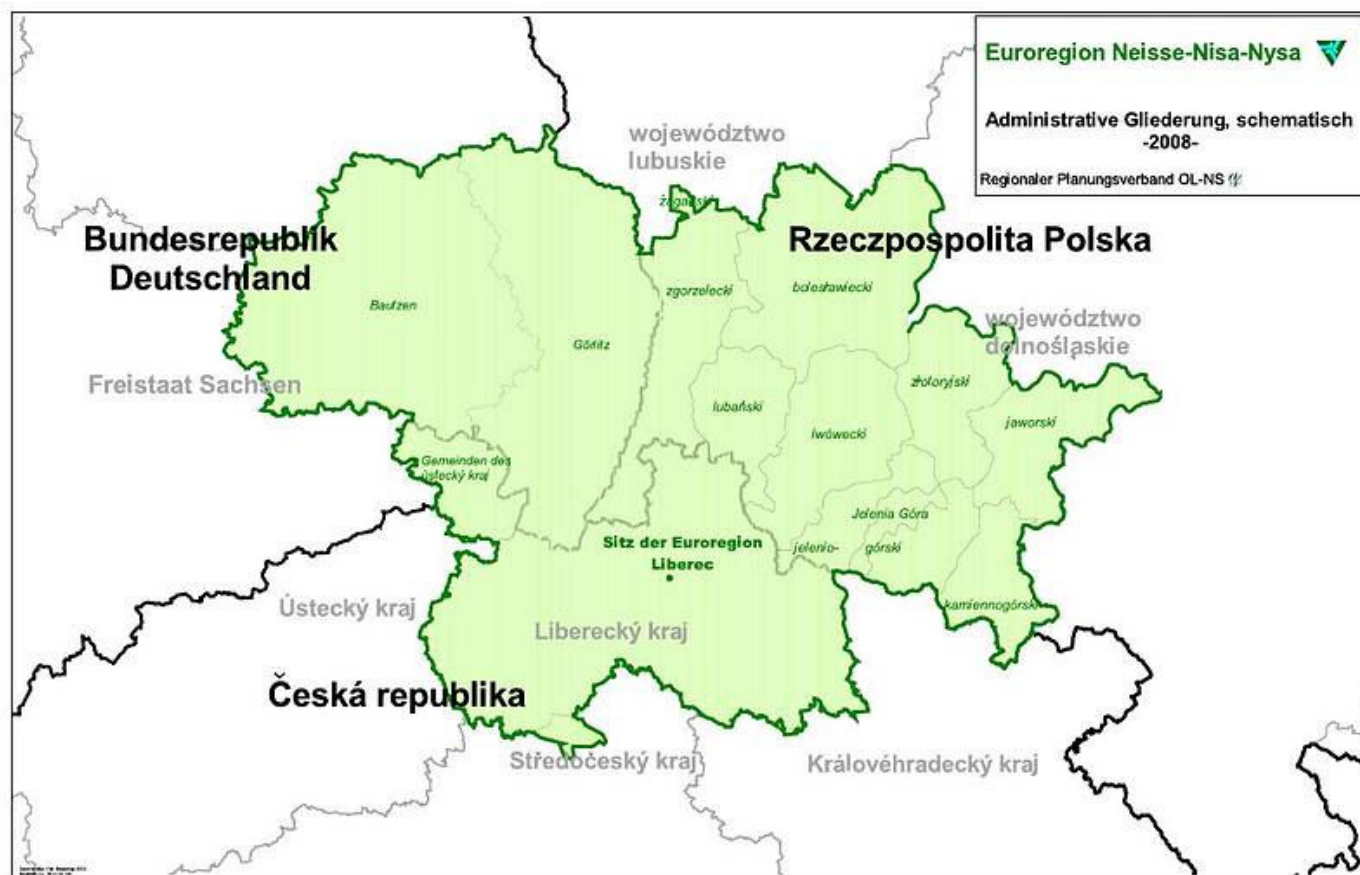 Euroregion Neisse-Nisa-Nysa
Administrative Gliederung, schematisch
-2008-
Regionaler Planungsverband OL-NS
województwo
lubuskie
żagański
Bundesrepublik
Deutschland
Rzeczpospolita Polska
zgorzelecki
bolesławiecki
Bautzen
województwo
dolnośląskie
Görlitz
Freistaat Sachsen
złotoryjski
lubański
jaworski
lwówecki
Gemeinden des
ústecký kraj
Jelenia Góra
Sitz der Euroregion
Liberec
jelenio-
górski
Ústecký kraj
kamiennogórski
Liberecký kraj
Česká republika
Středočeský kraj
Královéhradecký kraj